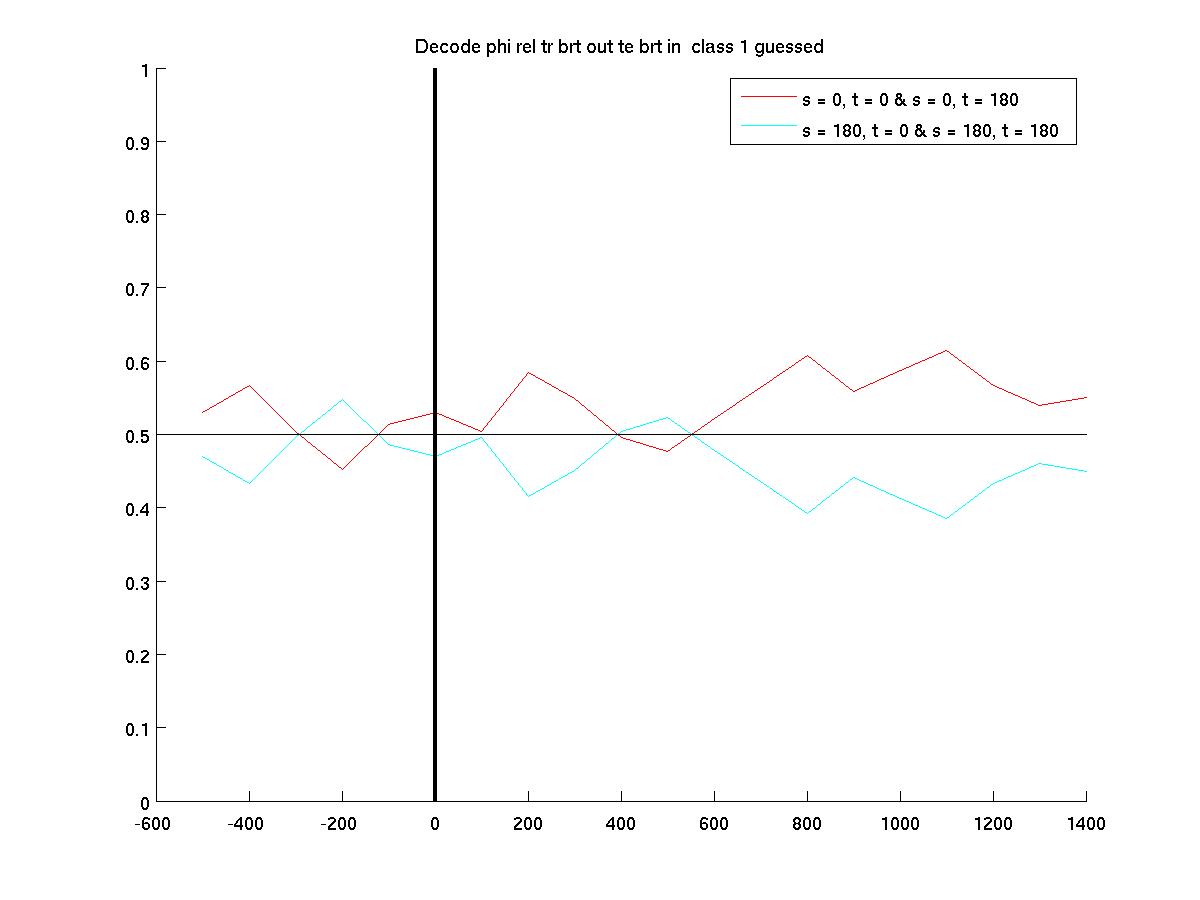 Decode phi rel tr brt out te brt in  class 1 guessed
s = 0, t = 0 & s = 0, t = 180
s = 180, t = 0 & s = 180, t = 180
1
0.9
0.8
0.7
0.6
0.5
0.4
0.3
0.2
0.1
0
-600 -400 -200 0 200 400 600 800 1000 1200 1400